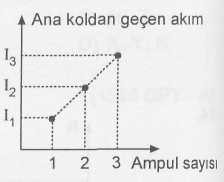 Ana koldan geçen akım
I₃
I₂
I₁
1 2 3 Ampul sayısı